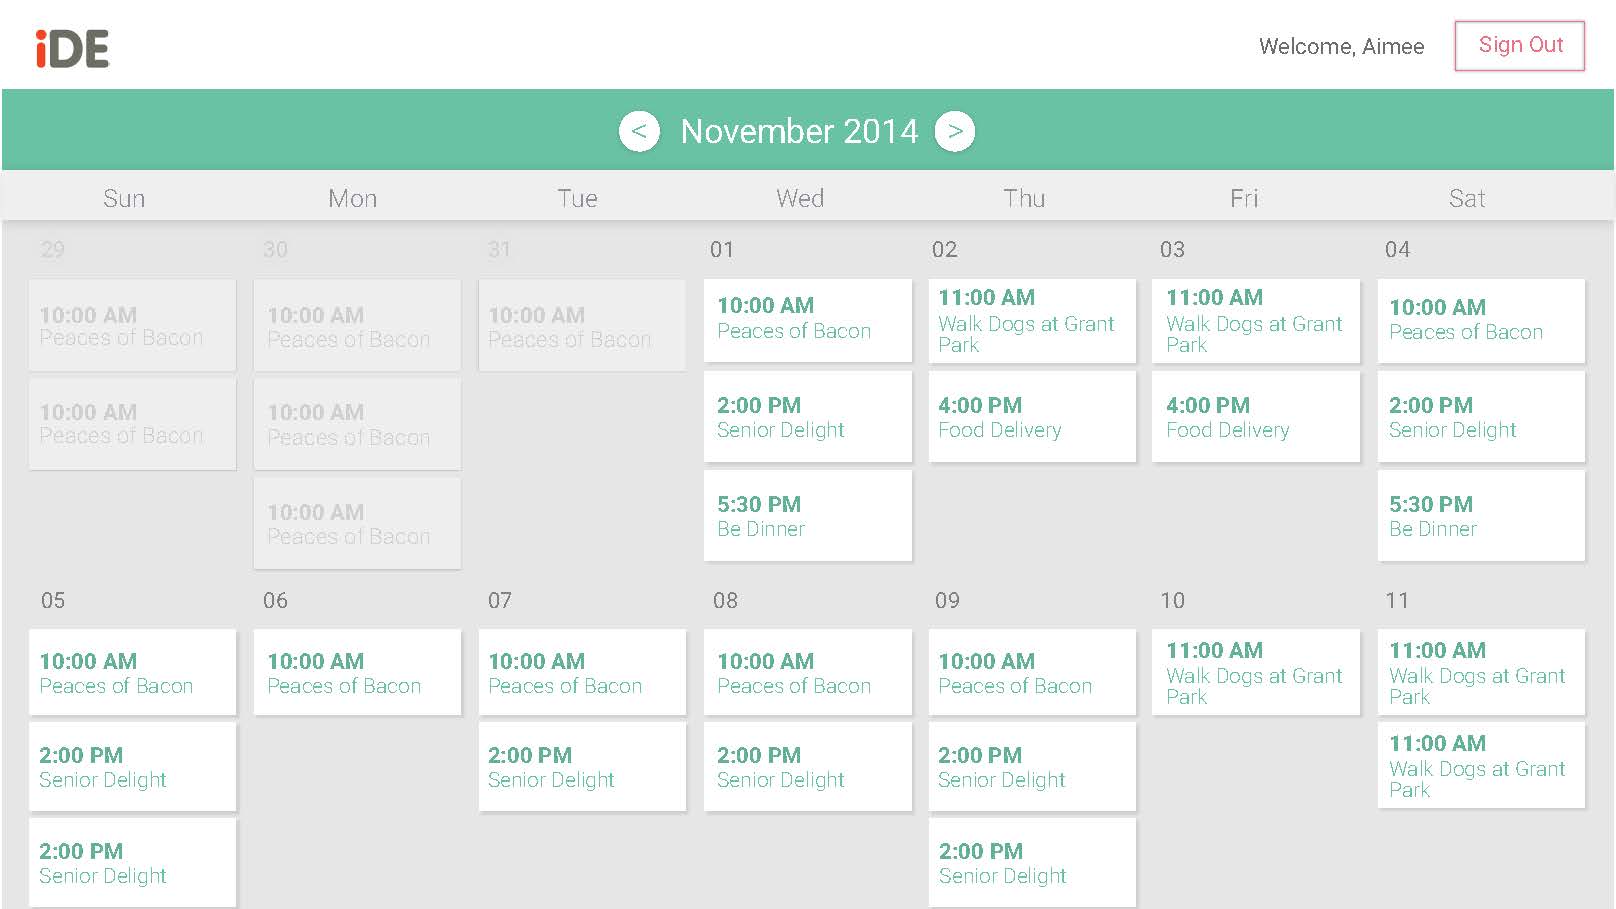 iDE
Welcome, Aimee
Sign Out
<
November 2014
>
Sun
Mon
Tue
Wed
Thu
Fri
Sat
29
10:00 AM
Peaces of Bacon
10:00 AM
Peaces of Bacon
30
10:00 AM
Peaces of Bacon
10:00 AM
Peaces of Bacon
10:00 AM
Peaces of Bacon
31
10:00 AM
Peaces of Bacon
01
10:00 AM
Peaces of Bacon
2:00 PM
Senior Delight
5:30 PM
Be Dinner
02
11:00 AM
Walk Dogs at Grant
Park
4:00 PM
Food Delivery
03
11:00 AM
Walk Dogs at Grant
Park
4:00 PM
Food Delivery
04
10:00 AM
Peaces of Bacon
2:00 PM
Senior Delight
5:30 PM
Be Dinner
05
10:00 AM
Peaces of Bacon
2:00 PM
Senior Delight
2:00 PM
Senior Delight
06
10:00 AM
Peaces of Bacon
07
10:00 AM
Peaces of Bacon
2:00 PM
Senior Delight
08
10:00 AM
Peaces of Bacon
2:00 PM
Senior Delight
09
10:00 AM
Peaces of Bacon
2:00 PM
Senior Delight
2:00 PM
Senior Delight
10
11:00 AM
Walk Dogs at Grant
Park
11
11:00 AM
Walk Dogs at Grant
Park
11:00 AM
Walk Dogs at Grant
Park